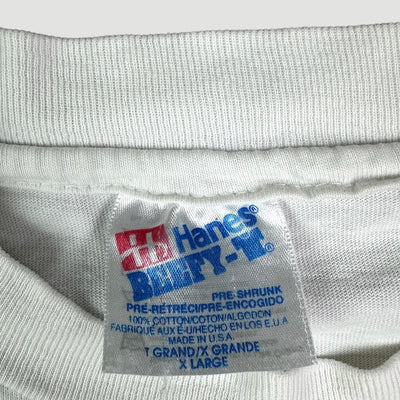 Hanes®
BEEFY-T®
PRE SHRUNK
PRE-RÉTRÉCI/PRE-ENCOGIDO
100% COTTON/COTON/ALGODON
FABRIQUE AUX É-U/HECHO EN LOS E.U.A
MADE IN U.S.A.
T GRAND/X GRANDE
X LARGE